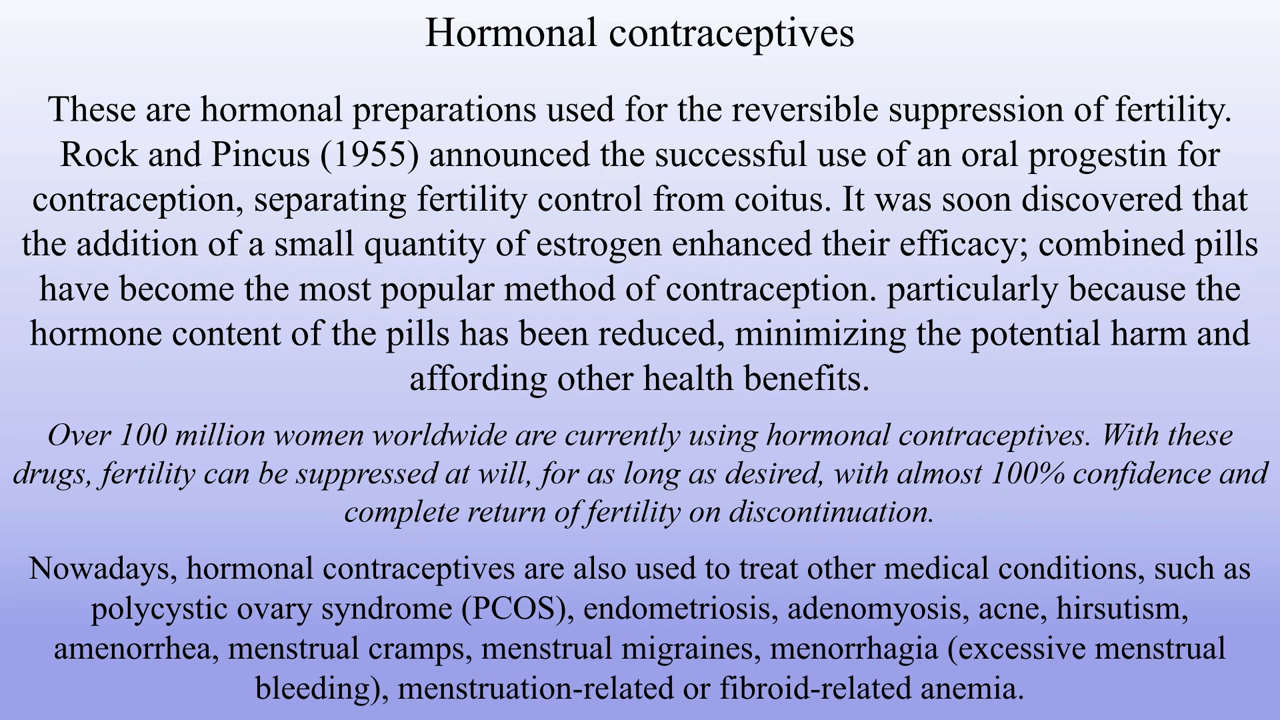 Hormonal contraceptives
These are hormonal preparations used for the reversible suppression of fertility.
Rock and Pincus (1955) announced the successful use of an oral progestin for
contraception, separating fertility control from coitus. It was soon discovered that
the addition of a small quantity of estrogen enhanced their efficacy; combined pills
have become the most popular method of contraception. particularly because the
hormone content of the pills has been reduced, minimizing the potential harm and
affording other health benefits.
Over 100 million women worldwide are currently using hormonal contraceptives. With these
drugs, fertility can be suppressed at will, for as long as desired, with almost 100% confidence and
complete return of fertility on discontinuation.
Nowadays, hormonal contraceptives are also used to treat other medical conditions, such as
polycystic ovary syndrome (PCOS), endometriosis, adenomyosis, acne, hirsutism,
amenorrhea, menstrual cramps, menstrual migraines, menorrhagia (excessive menstrual
bleeding), menstruation-related or fibroid-related anemia.